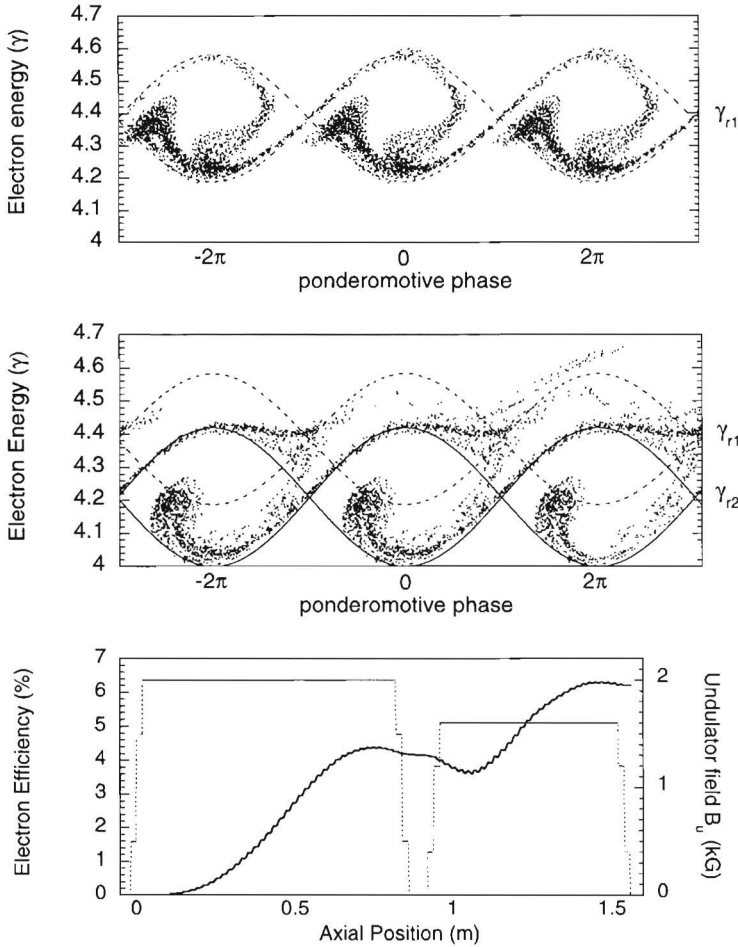 Electron energy (γ)
4.7
4.6
4.5
4.4
4.3
4.2
4.1
4
γr1
-2π
0
2π
ponderomotive phase
Electron Energy (γ)
4.7
4.6
4.5
4.4
4.3
4.2
4.1
4
γr1
γr2
-2π
0
2π
ponderomotive phase
Electron Efficiency (%)
7
6
5
4
3
2
1
0
2
1
0
Undulator field Bu (kG)
0
0.5
1.0
1.5
Axial Position (m)